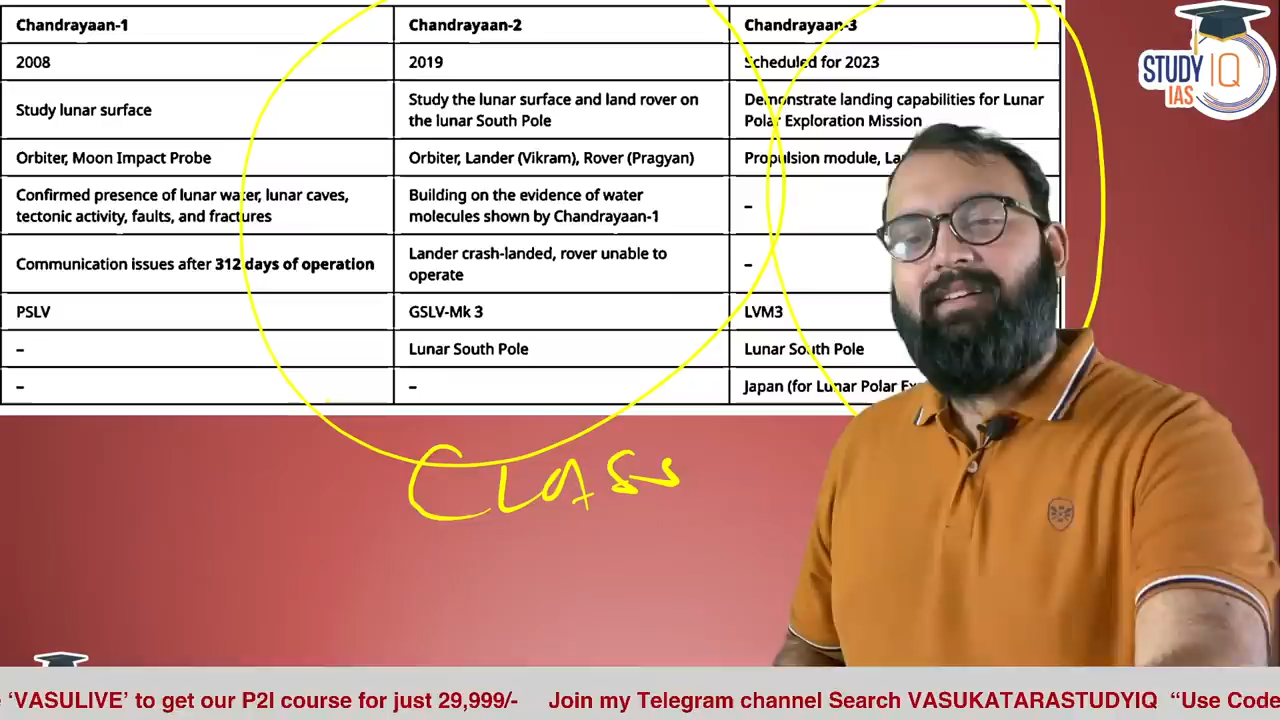 Chandrayaan-1 Chandrayaan-2 Chandrayaan-3
2008 2019 Scheduled for 2023
Study lunar surface
Study the lunar surface and land rover on
the lunar South Pole
Demonstrate landing capabilities for Lunar
Polar Exploration Mission
Orbiter, Moon Impact Probe Orbiter, Lander (Vikram), Rover (Pragyan) Propulsion module,
Confirmed presence of lunar water, lunar caves,
tectonic activity, faults, and fractures
Building on the evidence of water
molecules shown by Chandrayaan-1
–
Communication issues after 312 days of operation
Lander crash-landed, rover unable to
operate
–
PSLV GSLV-Mk 3 LVM3
– Lunar South Pole Lunar South Pole
– – Japan (for Lunar Polar
CLASS
STUDY IQ
IAS
‘VASULIVE’ to get our P2I course for just 29,999/- Join my Telegram channel Search VASUKATARASTUDYIQ “Use Code